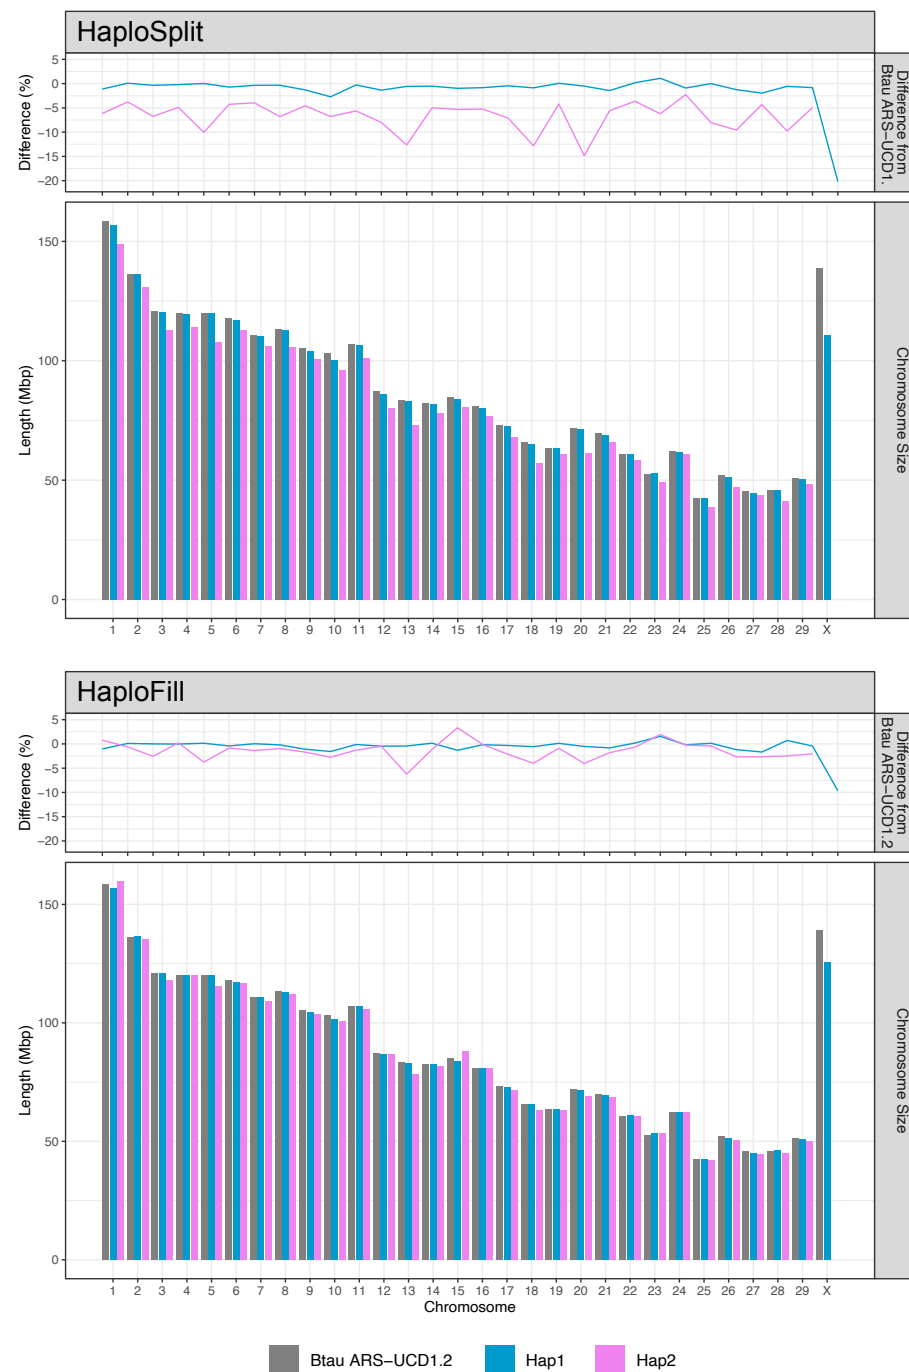 HaploSplit
5
0
−5
−10
−15
−20
Difference (%)
Difference from
Btau ARS−UCD1.
150
100
50
0
Length (Mbp)
Chromosome Size
1 2 3 4 5 6 7 8 9 10 11 12 13 14 15 16 17 18 19 20 21 22 23 24 25 26 27 28 29 X
HaploFill
5
0
−5
−10
−15
−20
Difference (%)
Difference from
Btau ARS−UCD1.2
150
100
50
0
Length (Mbp)
Chromosome Size
1 2 3 4 5 6 7 8 9 10 11 12 13 14 15 16 17 18 19 20 21 22 23 24 25 26 27 28 29 X
Chromosome
Btau ARS−UCD1.2 Hap1 Hap2